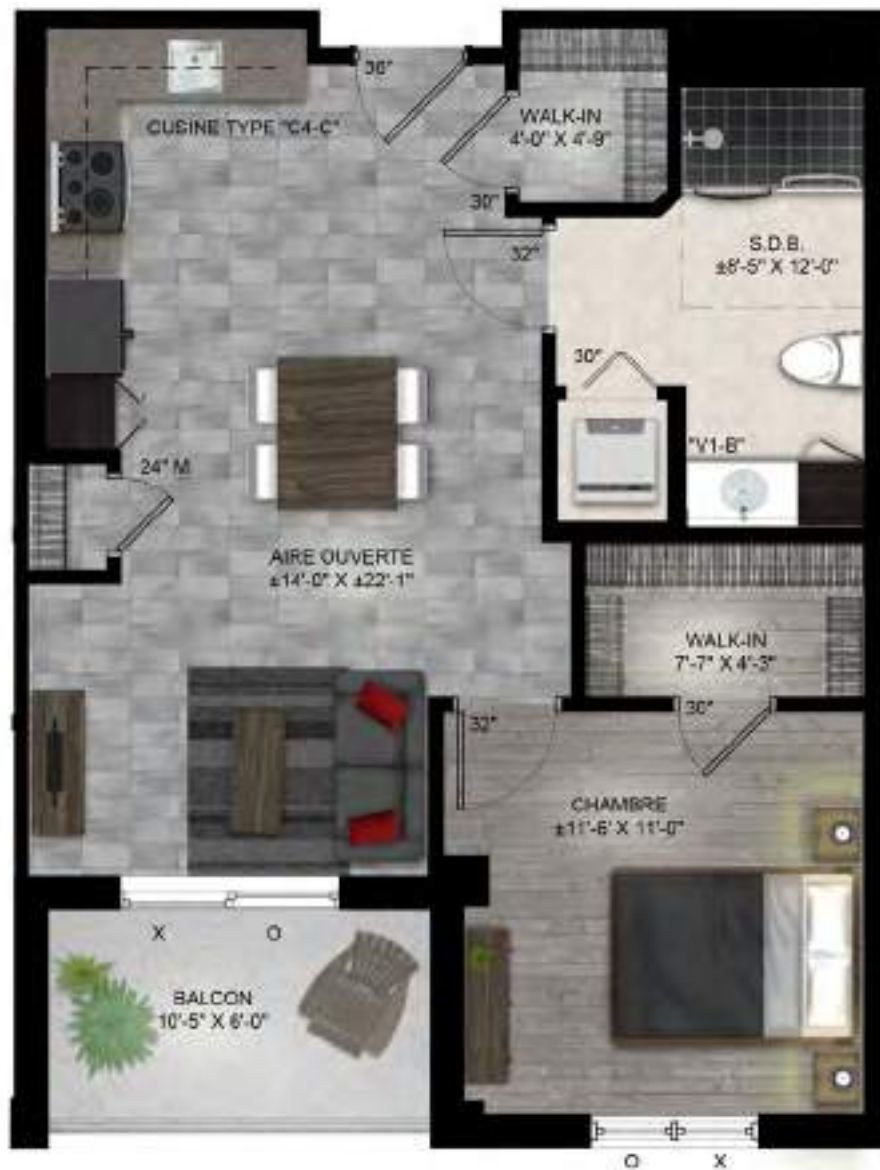 36"
CUSINE TYPE "C4-C"
WALK-IN
4'-0" X 4'-9"
30"
32"
S.D.B.
±8'-5" X 12'-0"
30"
"V1-B"
24" M
AIRE OUVERTE
±14'-0" X ±22'-1"
WALK-IN
7'-7" X 4'-3"
32"
30"
CHAMBRE
±11'-6' X 11'-0"
X O
BALCON
10'-5" X 6'-0"
O X